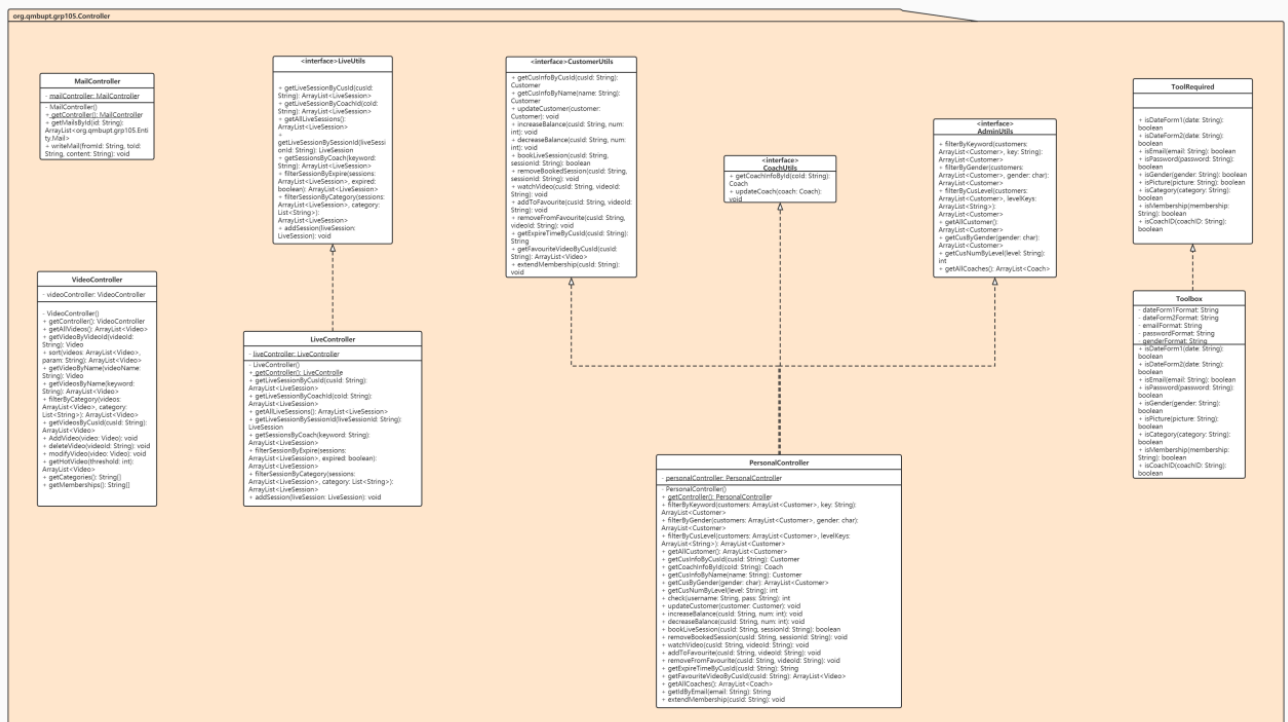 org.qmbupt.grp105.Controller
MailController
- mailController: MailController
- MailController()
+ getController(): MailController
+ getMailsById(id: String):
ArrayList<org.qmbupt.grp105.Enti
ty.Mail>
+ writeMail(fromId: String, toId:
String, content: String): void
<interface>LiveUtils
+ getLiveSessionByCusId(cusId:
String): ArrayList<LiveSession>
+ getLiveSessionByCoachId(coId:
String): ArrayList<LiveSession>
+ getAllLiveSessions():
ArrayList<LiveSession>
+
getLiveSessionBySessionId(liveSessi
onId: String): LiveSession
+ getSessionsByCoach(keyword:
String): ArrayList<LiveSession>
+ filterSessionByExpire(sessions:
ArrayList<LiveSession>, expired:
boolean): ArrayList<LiveSession>
+ filterSessionByCategory(sessions:
ArrayList<LiveSession>, category:
List<String>):
ArrayList<LiveSession>
+ addSession(liveSession:
LiveSession): void
<interface>CustomerUtils
+ getCusInfoByCusId(cusId: String):
Customer
+ getCusInfoByName(name: String):
Customer
+ updateCustomer(customer:
Customer): void
+ increaseBalance(cusId: String, num:
int): void
+ decreaseBalance(cusId: String, num:
int): void
+ bookLiveSession(cusId: String,
sessionId: String): boolean
+ removeBookedSession(cusId: String,
sessionId: String): void
+ watchVideo(cusId: String, videoId:
String): void
+ addToFavourite(cusId: String, videoId:
String): void
+ removeFromFavourite(cusId: String,
videoId: String): void
+ getExpireTimeByCusId(cusId: String):
String
+ getFavouriteVideoByCusId(cusId:
String): ArrayList<Video>
+ extendMembership(cusId: String):
void
<interface>
CoachUtils
+ getCoachInfoById(coId: String):
Coach
+ updateCoach(coach: Coach):
void
<interface>
AdminUtils
+ filterByKeyword(customers:
ArrayList<Customer>, key: String):
ArrayList<Customer>
+ filterByGender(customers:
ArrayList<Customer>, gender: char):
ArrayList<Customer>
+ filterByCusLevel(customers:
ArrayList<Customer>, levelKeys:
ArrayList<String>):
ArrayList<Customer>
+ getAllCustomer():
ArrayList<Customer>
+ getCusByGender(gender: char):
ArrayList<Customer>
+ getCusNumByLevel(level: String):
int
+ getAllCoaches(): ArrayList<Coach>
ToolRequired
+ isDateForm1(date: String):
boolean
+ isDateForm2(date: String):
boolean
+ isEmail(email: String): boolean
+ isPassword(password: String):
boolean
+ isGender(gender: String):
boolean
+ isPicture(picture: String):
boolean
+ isCategory(category: String):
boolean
+ isMembership(membership:
String): boolean
+ isCoachID(coachID: String):
boolean
VideoController
- videoController: VideoController
- VideoController()
+ getController(): VideoController
+ getAllVideos(): ArrayList<Video>
+ getVideoByVideoId(videoId:
String): Video
+ sort(videos: ArrayList<Video>,
param: String): ArrayList<Video>
+ getVideoByName(videoName:
String): Video
+ getVideosByName(keyword:
String): ArrayList<Video>
+ filterByCategory(videos:
ArrayList<Video>, category:
List<String>): ArrayList<Video>
+ getVideosByCusId(cusId: String):
ArrayList<Video>
+ AddVideo(video: Video): void
+ deleteVideo(videoId: String): void
+ modifyVideo(video: Video): void
+ getHotVideo(threshold: int):
ArrayList<Video>
+ getCategories(): String[]
+ getMemberships(): String[]
LiveController
- liveController: LiveController
- LiveController()
+ getController(): LiveControlle
+ getLiveSessionByCusId(cusId: String):
ArrayList<LiveSession>
+ getLiveSessionByCoachId(coId: String):
ArrayList<LiveSession>
+ getAllLiveSessions(): ArrayList<LiveSession>
+ getLiveSessionBySessionId(liveSessionId: String):
LiveSession
+ getSessionsByCoach(keyword: String):
ArrayList<LiveSession>
+ filterSessionByExpire(sessions:
ArrayList<LiveSession>, expired: boolean):
ArrayList<LiveSession>
+ filterSessionByCategory(sessions:
ArrayList<LiveSession>, category: List<String>):
ArrayList<LiveSession>
+ addSession(liveSession: LiveSession): void
Toolbox
- dateForm1Format: String
- dateForm2Format: String
- emailFormat: String
- passwordFormat: String
- genderFormat: String
+ isDateForm1(date: String):
boolean
+ isDateForm2(date: String):
boolean
+ isEmail(email: String): boolean
+ isPassword(password: String):
boolean
+ isGender(gender: String):
boolean
+ isPicture(picture: String):
boolean
+ isCategory(category: String):
boolean
+ isMembership(membership:
String): boolean
+ isCoachID(coachID: String):
boolean
PersonalController
- personalController: PersonalController
- PersonalController()
+ getController(): PersonalController
+ filterByKeyword(customers: ArrayList<Customer>, key: String):
ArrayList<Customer>
+ filterByGender(customers: ArrayList<Customer>, gender: char):
ArrayList<Customer>
+ filterByCusLevel(customers: ArrayList<Customer>, levelKeys:
ArrayList<String>): ArrayList<Customer>
+ getAllCustomer(): ArrayList<Customer>
+ getCusInfoByCusId(cusId: String): Customer
+ getCoachInfoById(coId: String): Coach
+ getCusInfoByName(name: String): Customer
+ getCusByGender(gender: char): ArrayList<Customer>
+ getCusNumByLevel(level: String): int
+ check(username: String, pass: String): int
+ updateCustomer(customer: Customer): void
+ increaseBalance(cusId: String, num: int): void
+ decreaseBalance(cusId: String, num: int): void
+ bookLiveSession(cusId: String, sessionId: String): boolean
+ removeBookedSession(cusId: String, sessionId: String): void
+ watchVideo(cusId: String, videoId: String): void
+ addToFavourite(cusId: String, videoId: String): void
+ removeFromFavourite(cusId: String, videoId: String): void
+ getExpireTimeByCusId(cusId: String): String
+ getFavouriteVideoByCusId(cusId: String): ArrayList<Video>
+ getAllCoaches(): ArrayList<Coach>
+ getIdByEmail(email: String): String
+ extendMembership(cusId: String): void